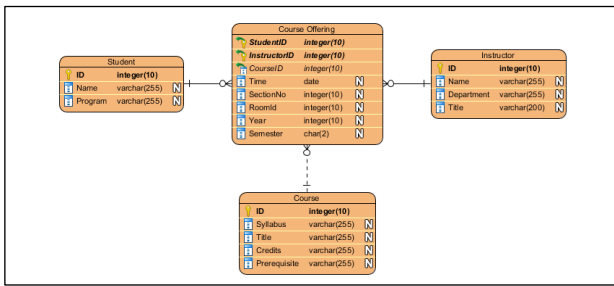 Course Offering
StudentID integer(10)
InstructorID integer(10)
CourseID integer(10)
Time date N
SectionNo integer(10) N
RoomId integer(10) N
Year integer(10) N
Semester char(2) N
Student
ID integer(10)
Name varchar(255) N
Program varchar(255) N
Instructor
ID integer(10)
Name varchar(255) N
Department varchar(255) N
Title varchar(200) N
Course
ID integer(10)
Syllabus varchar(255) N
Title varchar(255) N
Credits varchar(255) N
Prerequisite varchar(255) N